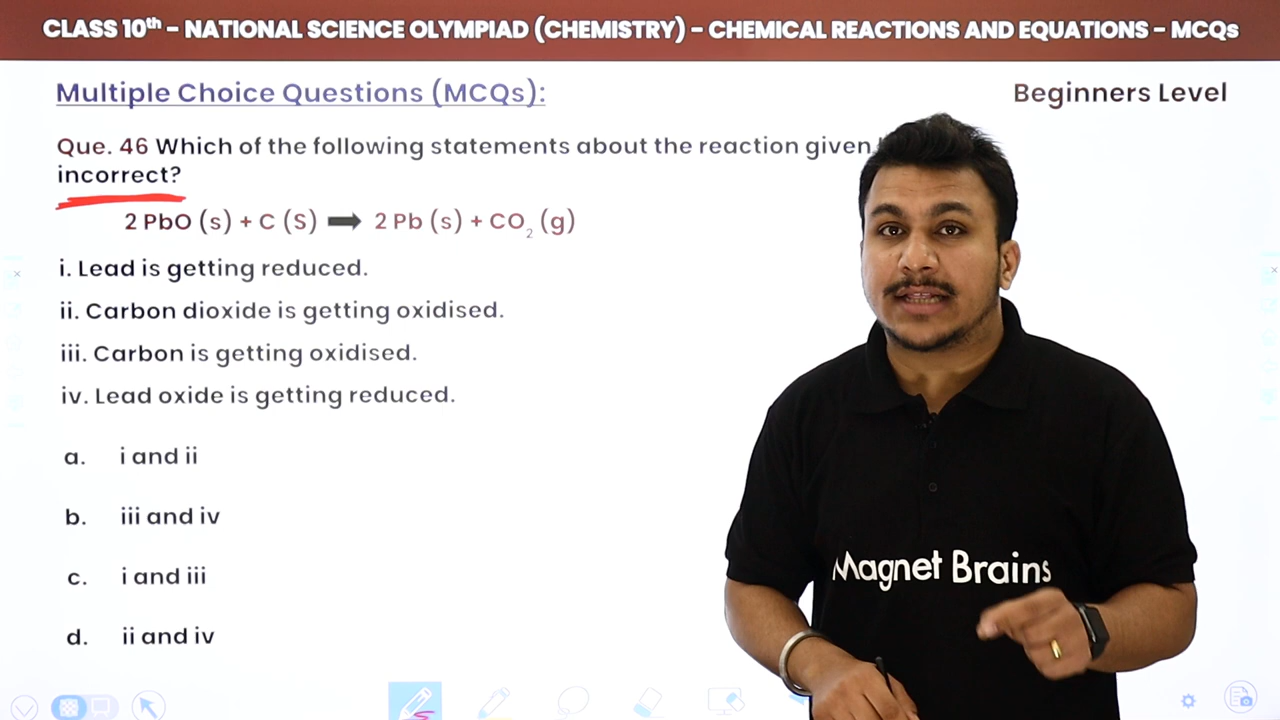 CLASS 10th – NATIONAL SCIENCE OLYMPIAD (CHEMISTRY) – CHEMICAL REACTIONS AND EQUATIONS – MCQs
Multiple Choice Questions (MCQs):
Beginners Level
Que. 46 Which of the following statements about the reaction given
incorrect?
2 PbO (s) + C (S) ➡ 2 Pb (s) + CO₂ (g)
i. Lead is getting reduced.
ii. Carbon dioxide is getting oxidised.
iii. Carbon is getting oxidised.
iv. Lead oxide is getting reduced.
a. i and ii
b. iii and iv
c. i and iii
d. ii and iv
Magnet Brains